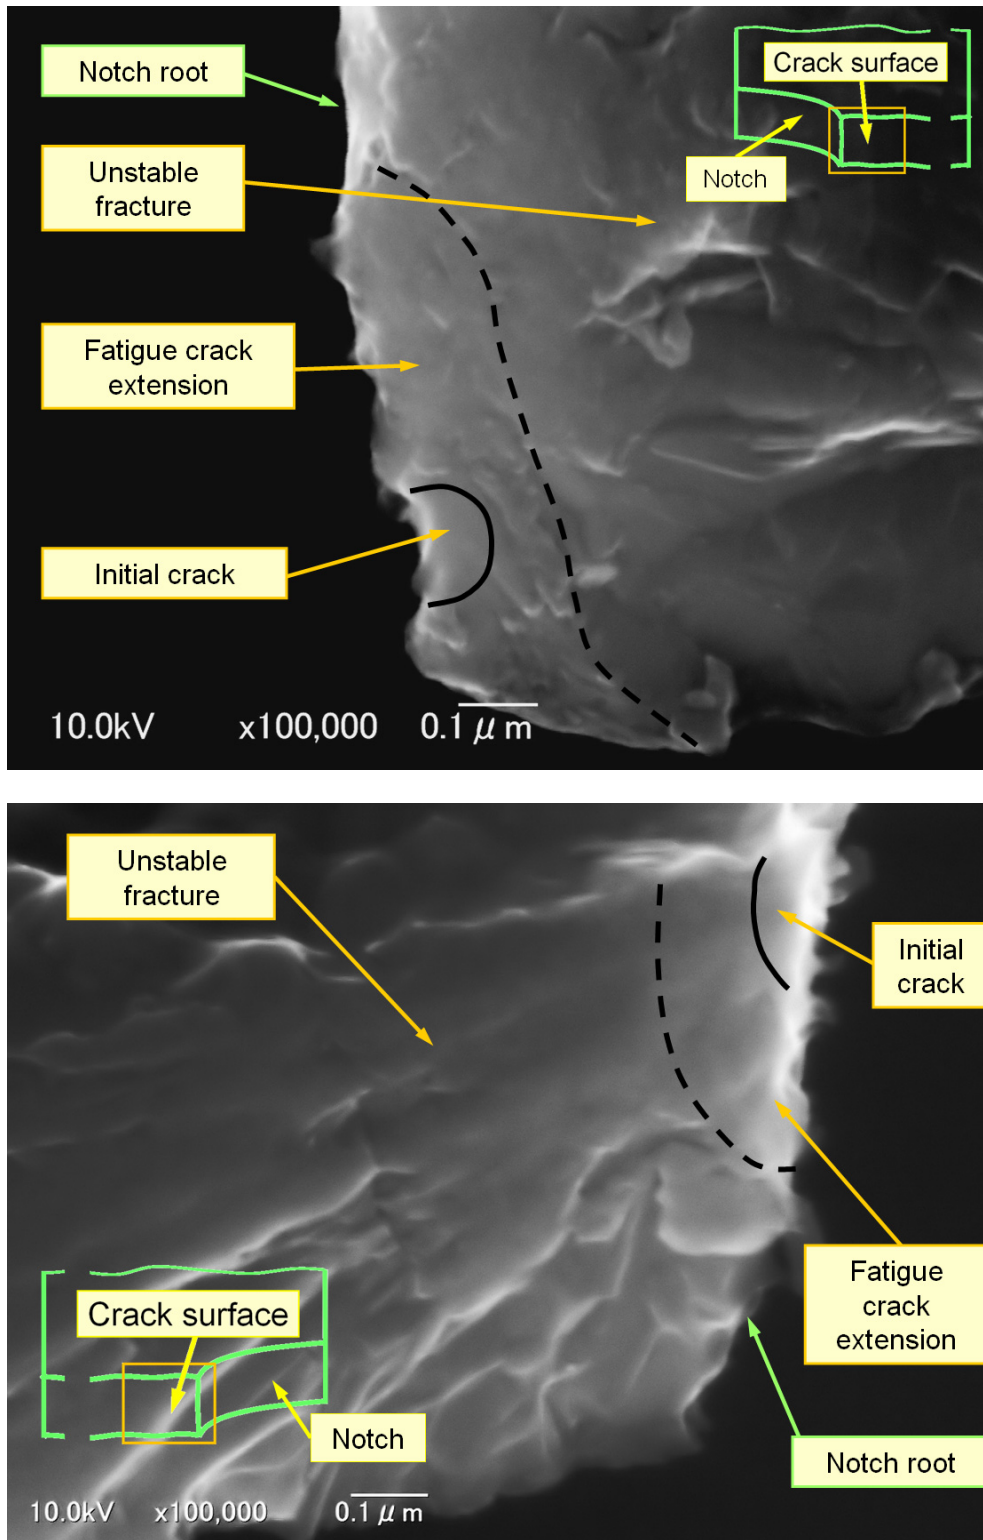 Notch root
Crack surface
Unstable
fracture
Notch
Fatigue crack
extension
Initial crack
10.0kV x100,000 0.1 μm
Unstable
fracture
Initial
crack
Fatigue
crack
extension
Crack surface
Notch
Notch root
10.0kV x100,000 0.1 μm